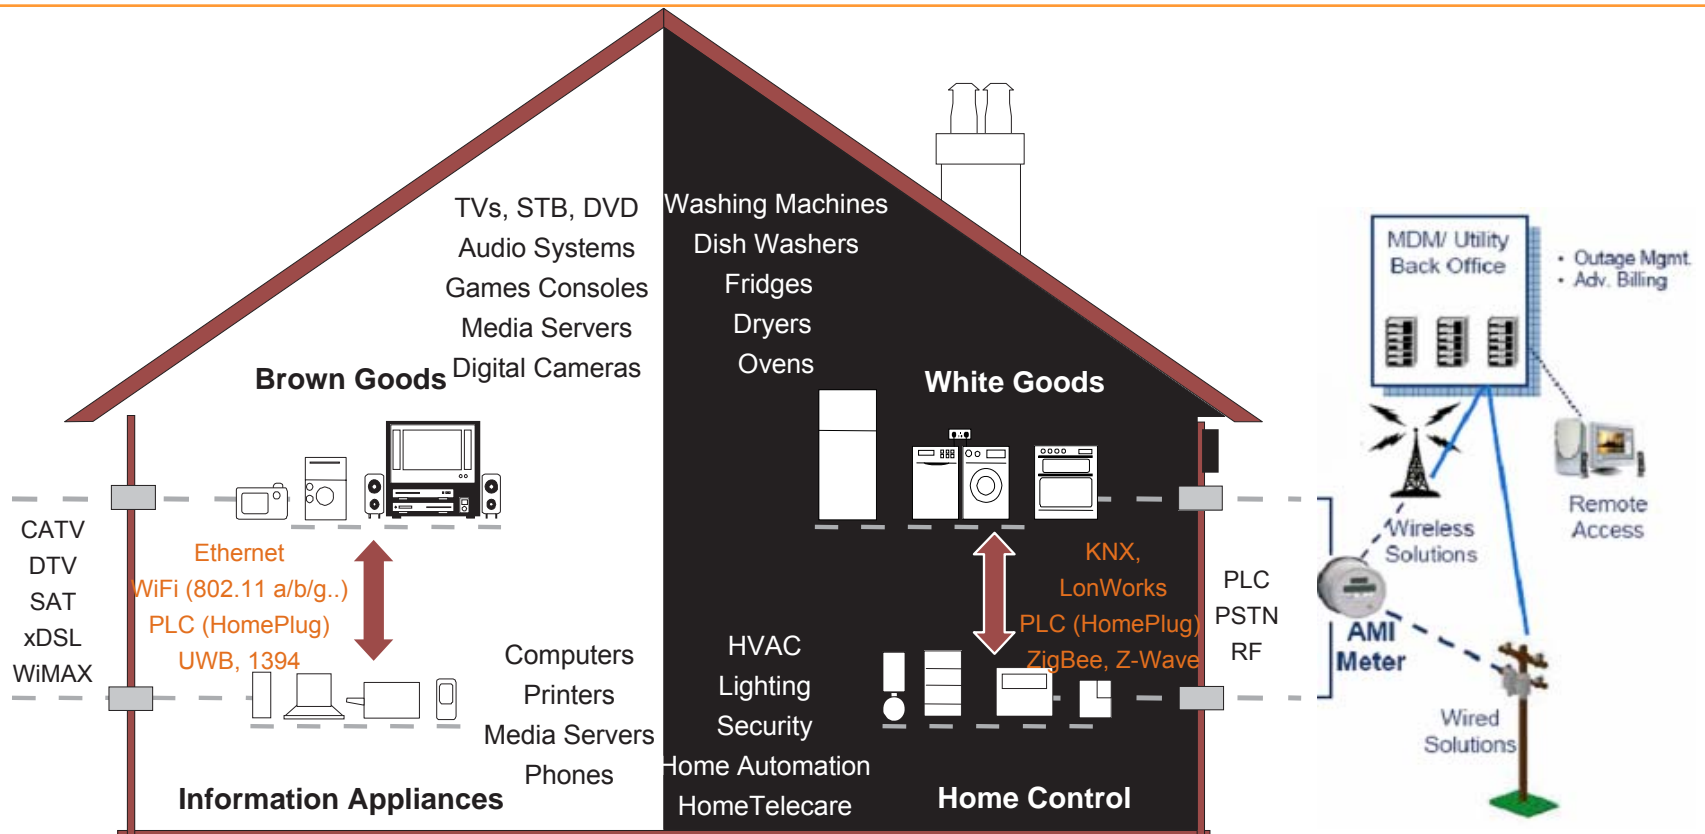 TVs, STB, DVD
Audio Systems
Games Consoles
Media Servers
Digital Cameras
Brown Goods
Washing Machines
Dish Washers
Fridges
Dryers
Ovens
White Goods
CATV
DTV
SAT
xDSL
WiMAX
Ethernet
WiFi (802.11 a/b/g..)
PLC (HomePlug)
UWB, 1394
Computers
Printers
Media Servers
Phones
Information Appliances
HVAC
Lighting
Security
Home Automation
HomeTelecare
KNX,
LonWorks
PLC (HomePlug)
ZigBee, Z-Wave
Home Control
PLC
PSTN
RF
MDM/ Utility
Back Office
• Outage Mgmt.
• Adv. Billing
Wireless
Solutions
Remote
Access
AMI
Meter
Wired
Solutions